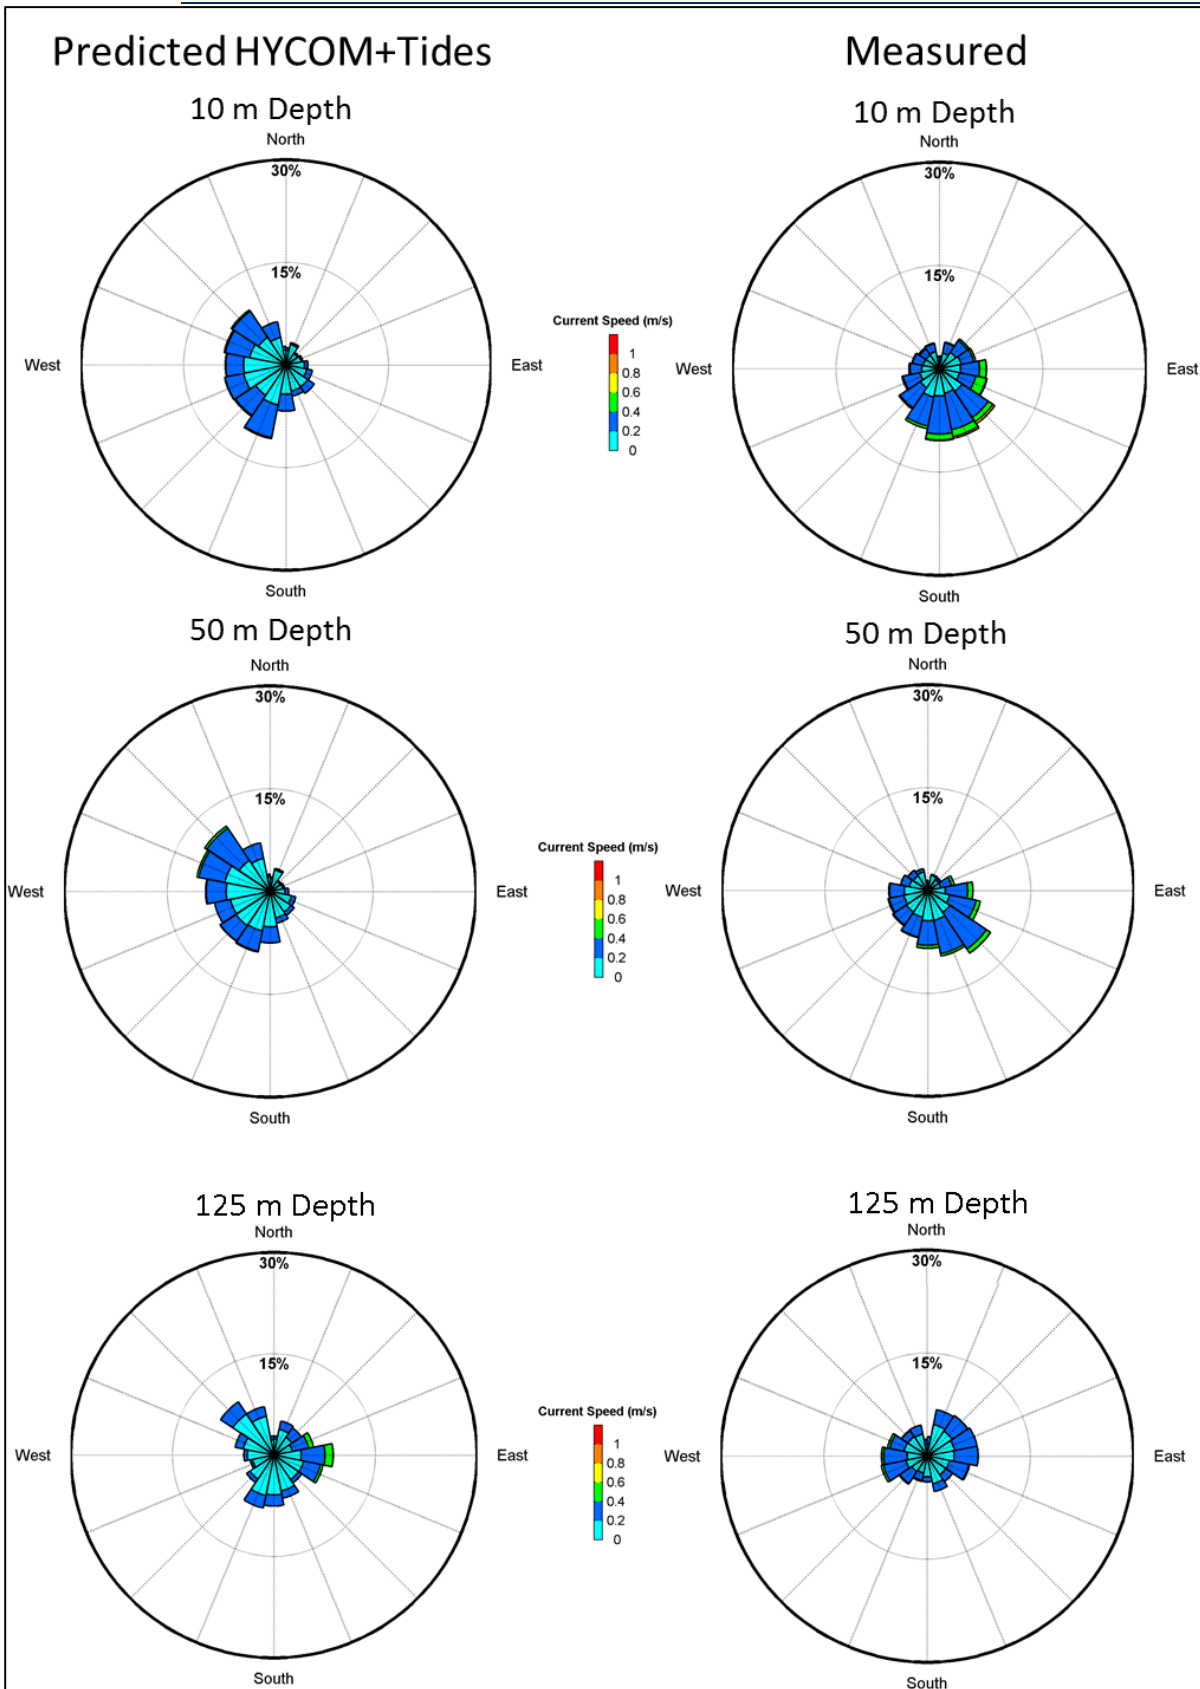 Predicted HYCOM+Tides
Measured
10 m Depth
North
30%
15%
West
East
South
10 m Depth
North
30%
15%
West
East
South
Current Speed (m/s)
1
0.8
0.6
0.4
0.2
0
50 m Depth
North
30%
15%
West
East
South
50 m Depth
North
30%
15%
West
East
South
Current Speed (m/s)
1
0.8
0.6
0.4
0.2
0
125 m Depth
North
30%
15%
West
East
South
125 m Depth
North
30%
15%
West
East
South
Current Speed (m/s)
1
0.8
0.6
0.4
0.2
0